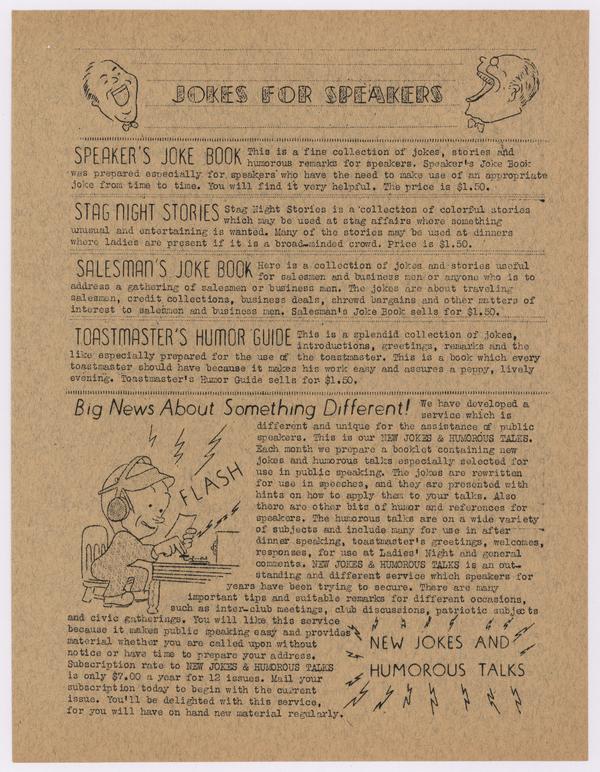 JOKES FOR SPEAKERS
SPEAKER'S JOKE BOOK This is a fine collection of jokes, stories and
humorous remarks for speakers. Speaker's Joke Book
was prepared especially for speakers who have the need to make use of an appropriate
joke from time to time. You will find it very helpful. The price is $1.50.
STAG NIGHT STORIES Stag Night Stories is a collection of colorful stories
which may be used at stag affairs where something
unusual and entertaining is wanted. Many of the stories may be used at dinners
where ladies are present if it is a broad-minded crowd. Price is $1.50.
SALESMAN'S JOKE BOOK Here is a collection of jokes and stories useful
for salesmen and business men or anyone who is to
address a gathering of salesmen or business men. The jokes are about traveling
salesmen, credit collections, business deals, shrewd bargains and other matters of
interest to salesmen and business men. Salesman's Joke Book sells for $1.50.
TOASTMASTER'S HUMOR GUIDE This is a splendid collection of jokes,
introductions, greetings, remarks and the
like especially prepared for the use of the toastmaster. This is a book which every
toastmaster should have because it makes his work easy and assures a peppy, lively
evening. Toastmaster's Humor Guide sells for $1.50.
Big News About Something Different! We have developed a
service which is
different and unique for the assistance of public
speakers. This is our NEW JOKES & HUMOROUS TALKS.
Each month we prepare a booklet containing new
jokes and humorous talks especially selected for
use in public speaking. The jokes are rewritten
for use in speeches, and they are presented with
hints on how to apply them to your talks. Also
there are other bits of humor and references for
speakers. The humorous talks are on a wide variety
of subjects and include many for use in after
dinner speaking, toastmaster's greetings, welcomes,
responses, for use at Ladies' Night and general
comments. NEW JOKES & HUMOROUS TALKS is an out-
standing and different service which speakers for
years have been trying to secure. There are many
important tips and suitable remarks for different occasions,
such as inter-club meetings, club discussions, patriotic subjects
and civic gatherings. You will like this service
because it makes public speaking easy and provides
material whether you are called upon without
notice or have time to prepare your address.
Subscription rate to NEW JOKES & HUMOROUS TALKS
is only $7.00 a year for 12 issues. Mail your
subscription today to begin with the current
issue. You'll be delighted with this service,
for you will have on hand new material regularly.
FLASH
NEW JOKES AND
HUMOROUS TALKS